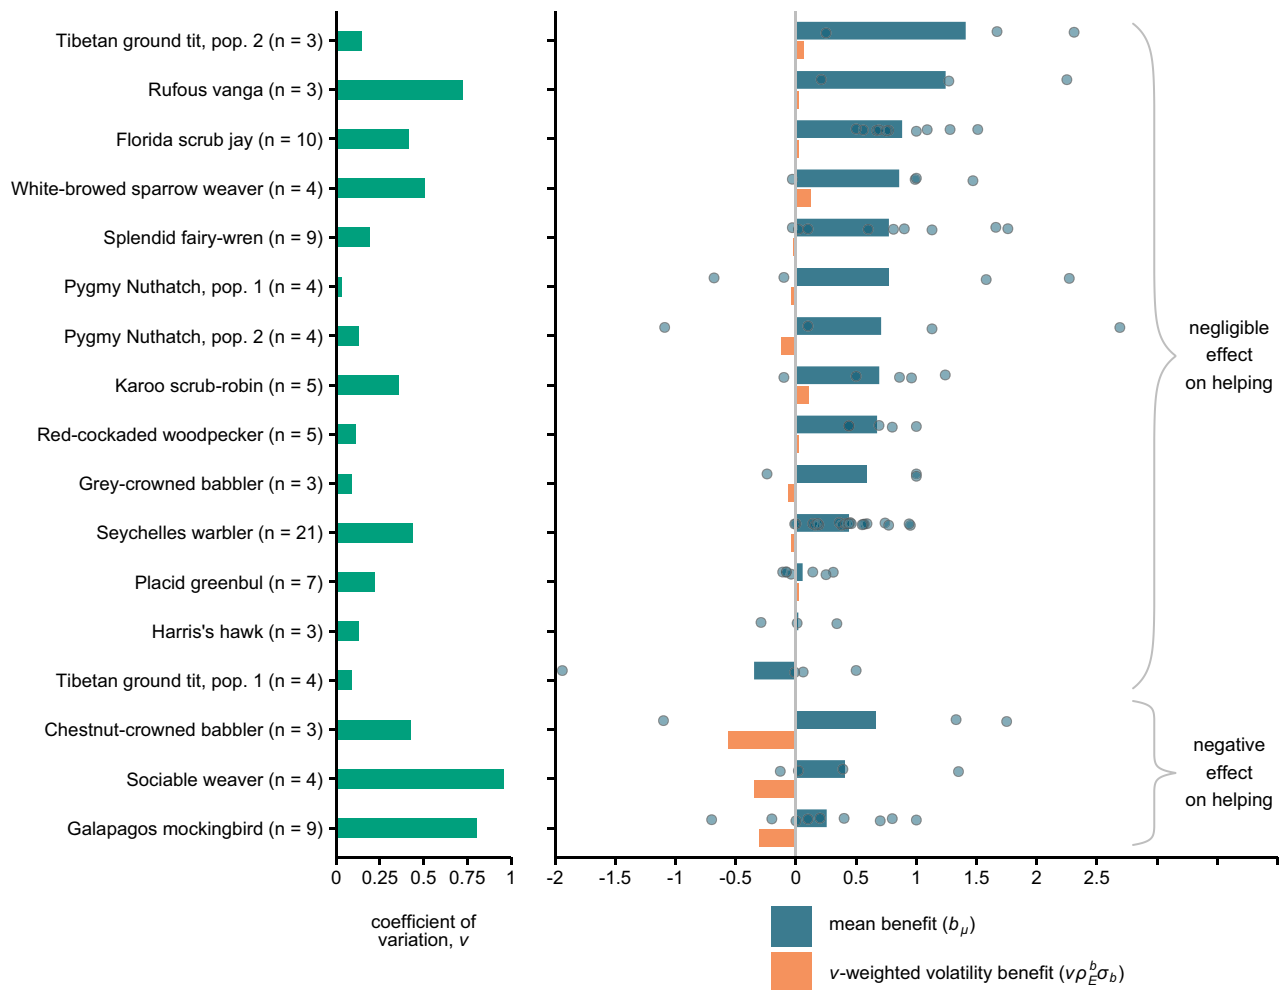 Tibetan ground tit, pop. 2 (n = 3)
Rufous vanga (n = 3)
Florida scrub jay (n = 10)
White-browed sparrow weaver (n = 4)
Splendid fairy-wren (n = 9)
Pygmy Nuthatch, pop. 1 (n = 4)
Pygmy Nuthatch, pop. 2 (n = 4)
Karoo scrub-robin (n = 5)
Red-cockaded woodpecker (n = 5)
Grey-crowned babbler (n = 3)
Seychelles warbler (n = 21)
Placid greenbul (n = 7)
Harris's hawk (n = 3)
Tibetan ground tit, pop. 1 (n = 4)
Chestnut-crowned babbler (n = 3)
Sociable weaver (n = 4)
Galapagos mockingbird (n = 9)
0 0.25 0.5 0.75 1
coefficient of
variation, v
-2 -1.5 -1 -0.5 0 0.5 1 1.5 2 2.5
negligible
effect
on helping
negative
effect
on helping
mean benefit (b_μ)
v-weighted volatility benefit (vρ_E^b σ_b)